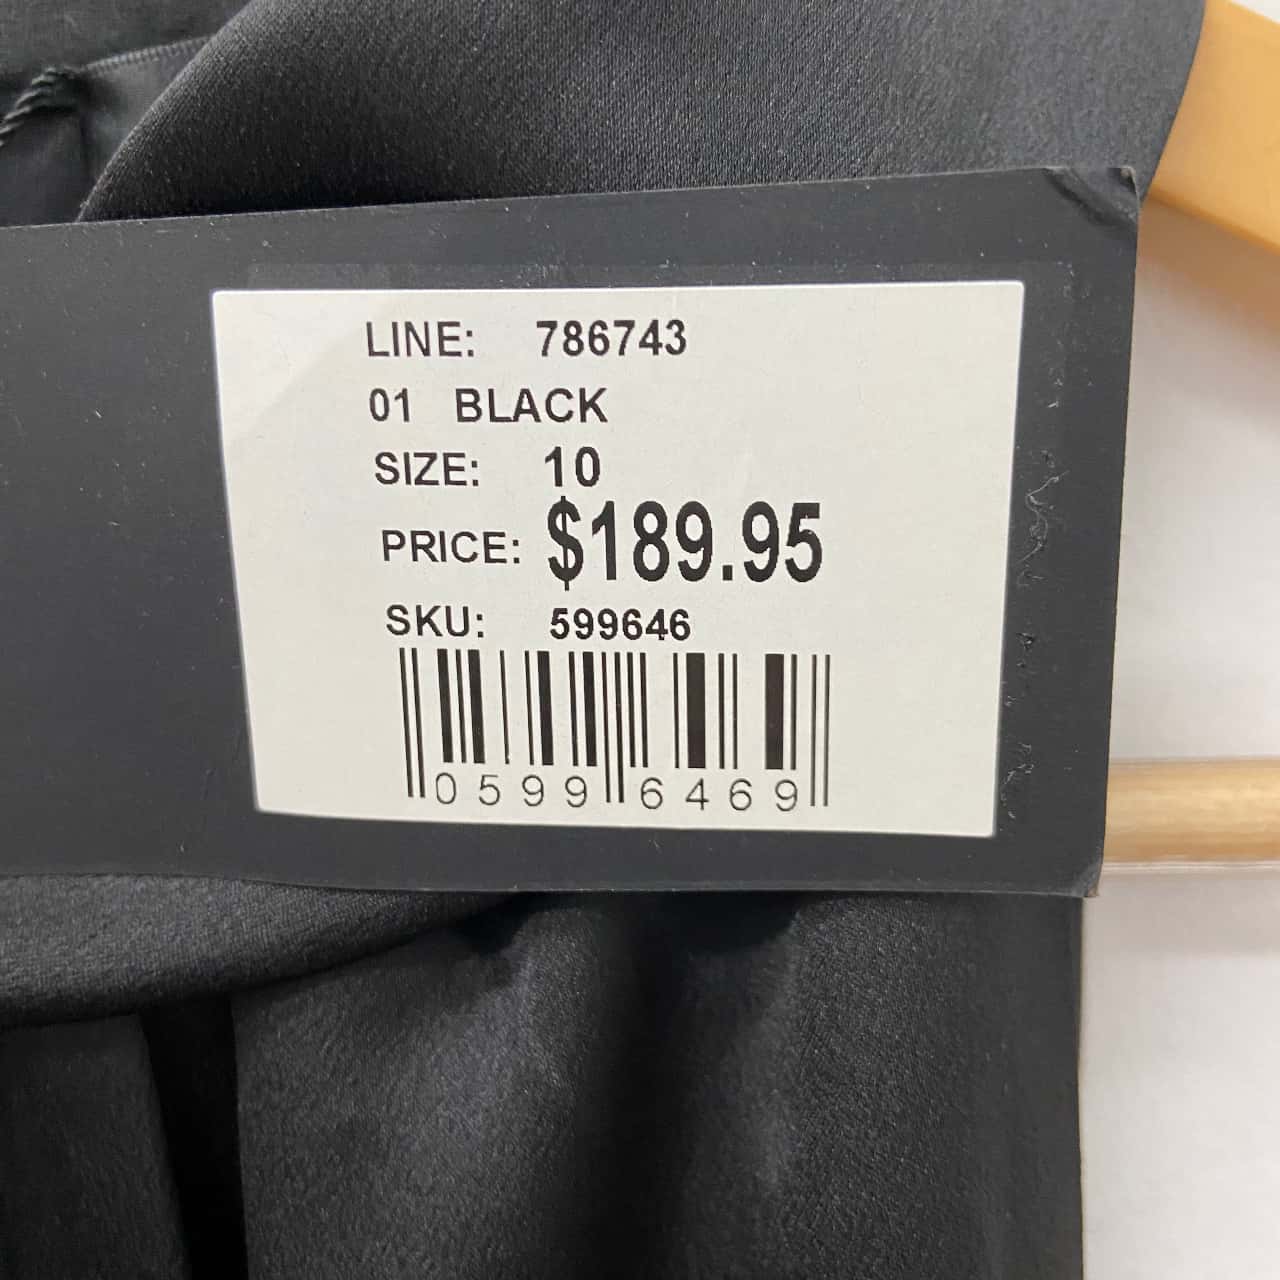 LINE: 786743
01 BLACK
SIZE: 10
PRICE: $189.95
SKU: 599646
0599 6469